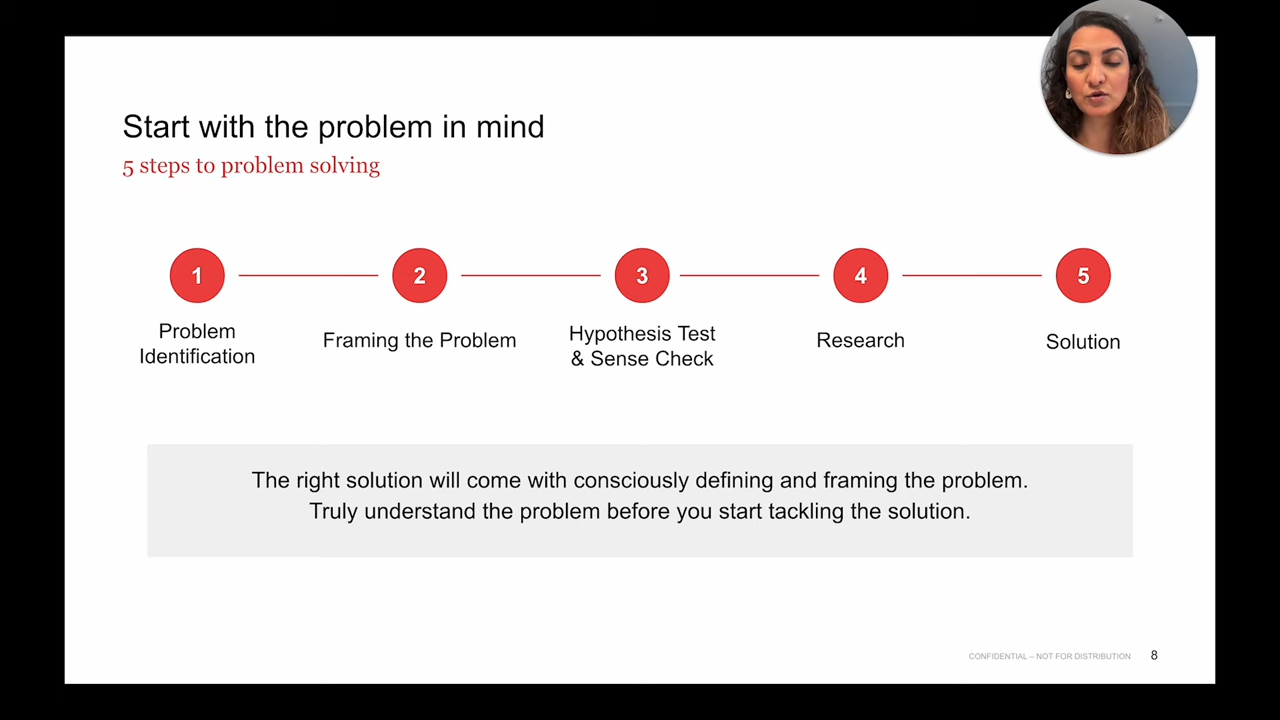 Start with the problem in mind
5 steps to problem solving
1
2
3
4
5
Problem
Identification
Framing the Problem
Hypothesis Test
& Sense Check
Research
Solution
The right solution will come with consciously defining and framing the problem.
Truly understand the problem before you start tackling the solution.
CONFIDENTIAL – NOT FOR DISTRIBUTION
8